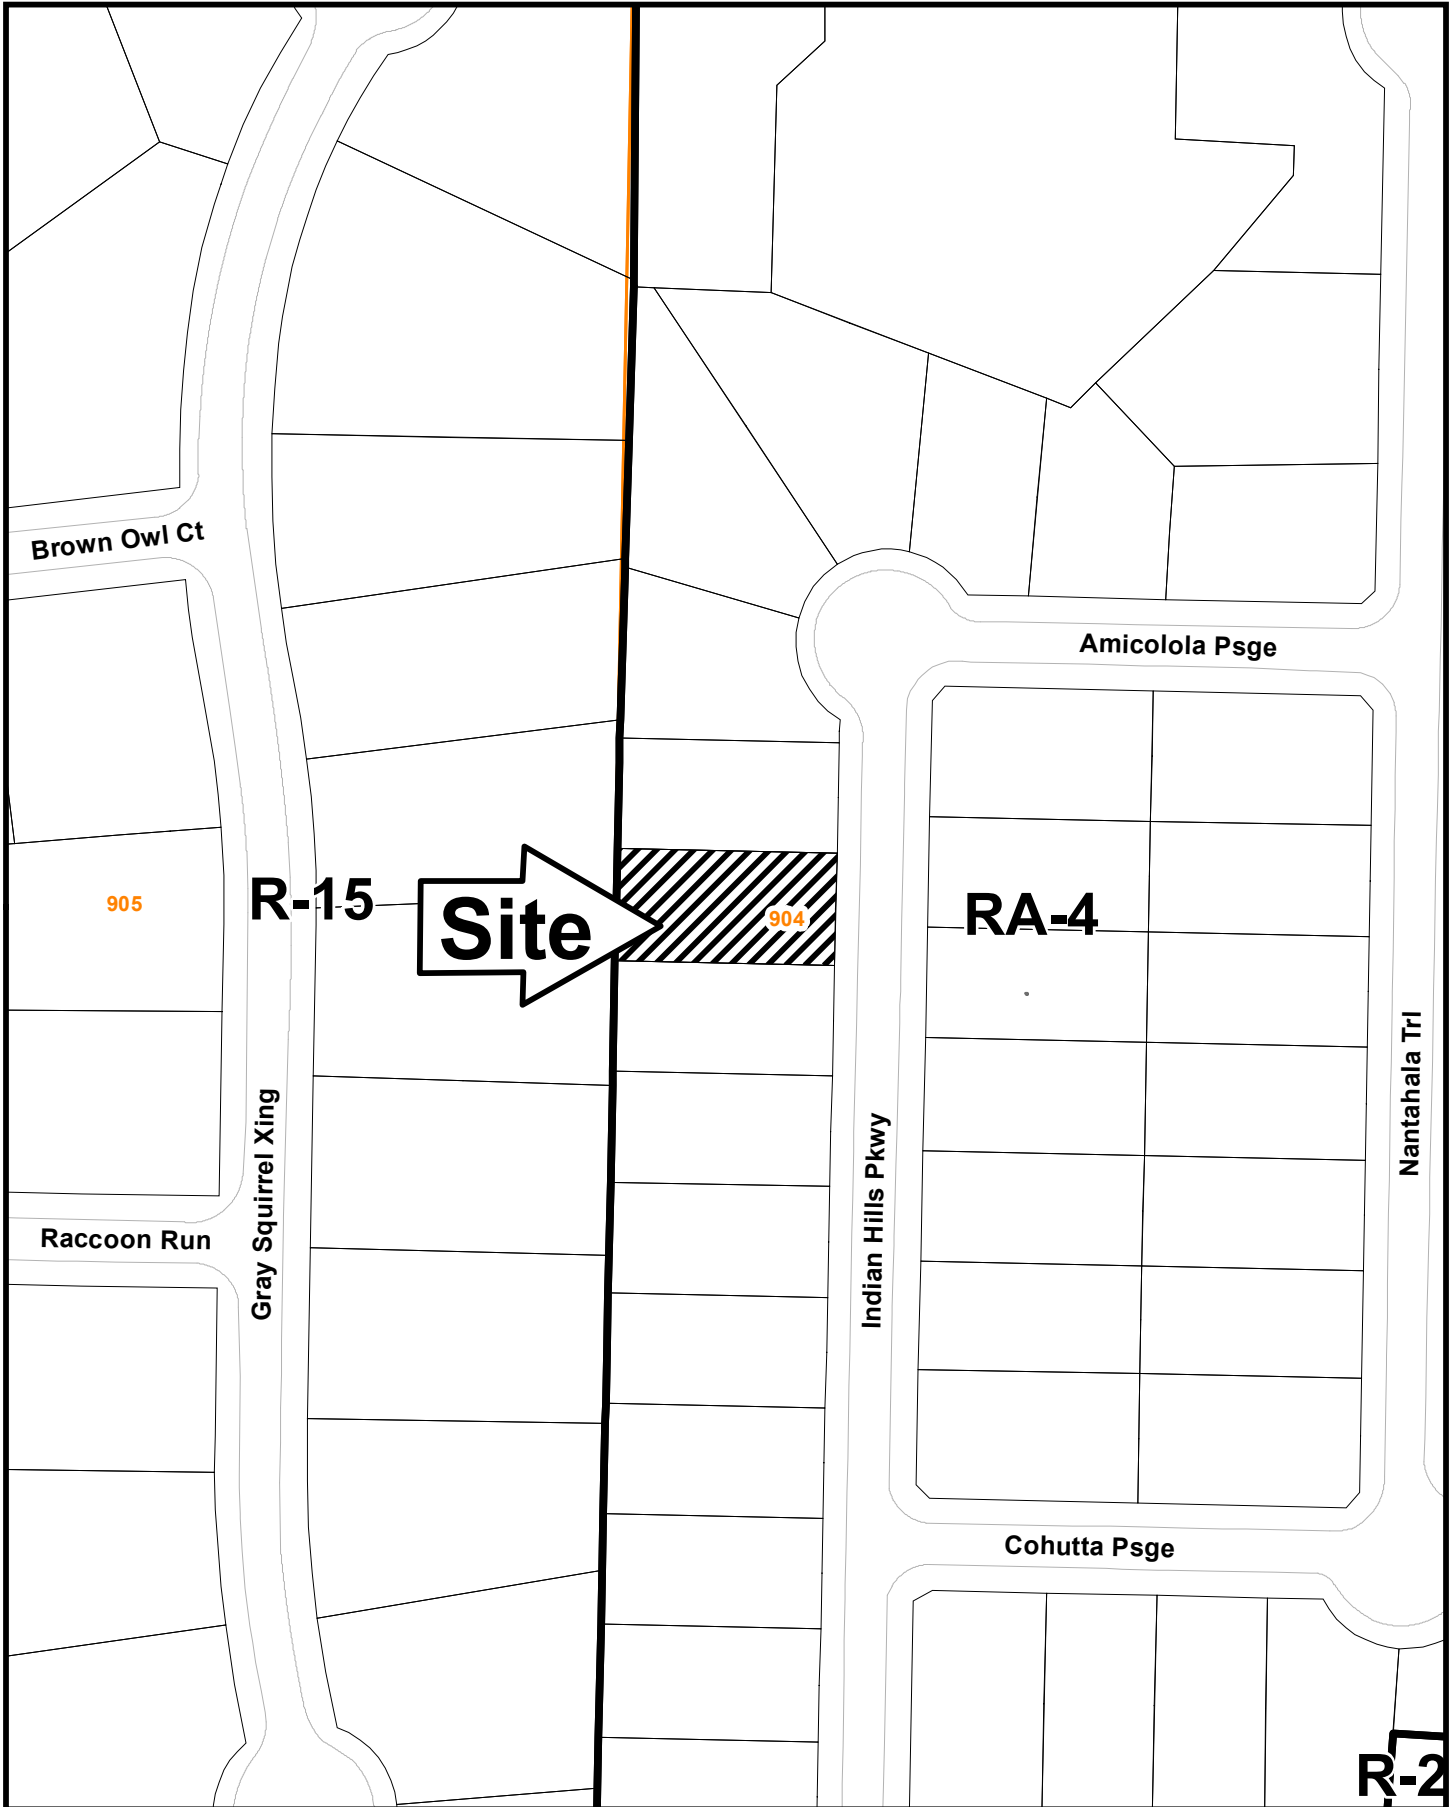 Brown Owl Ct
Amicolola Psge
905
R-15
Site
904
RA-4
Nantahala Trl
Gray Squirrel Xing
Indian Hills Pkwy
Raccoon Run
Cohutta Psge
R-2